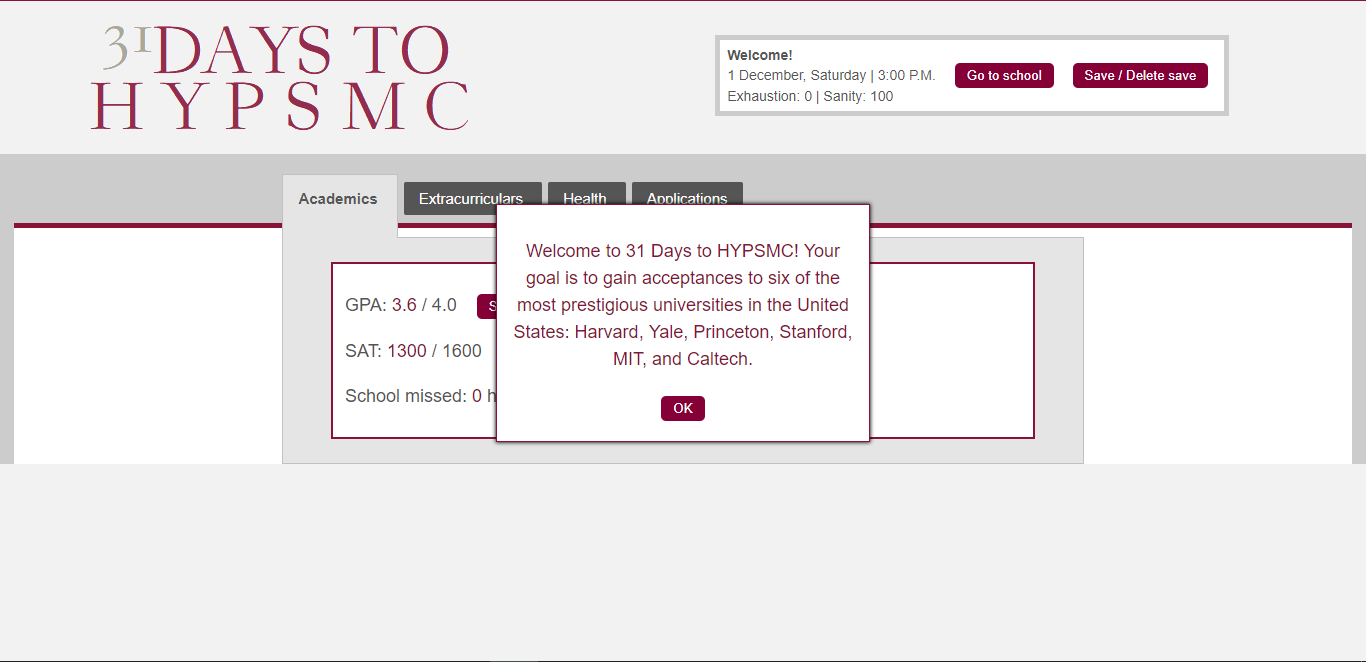 31DAYS TO
HYPSMC
Welcome!
1 December, Saturday | 3:00 P.M.
Exhaustion: 0 | Sanity: 100
Go to school
Save / Delete save
Academics
Extracurriculars
Health
Applications
Welcome to 31 Days to HYPSMC! Your
goal is to gain acceptances to six of the
most prestigious universities in the United
States: Harvard, Yale, Princeton, Stanford,
MIT, and Caltech.
OK
GPA: 3.6 / 4.0
SAT: 1300 / 1600
School missed: 0